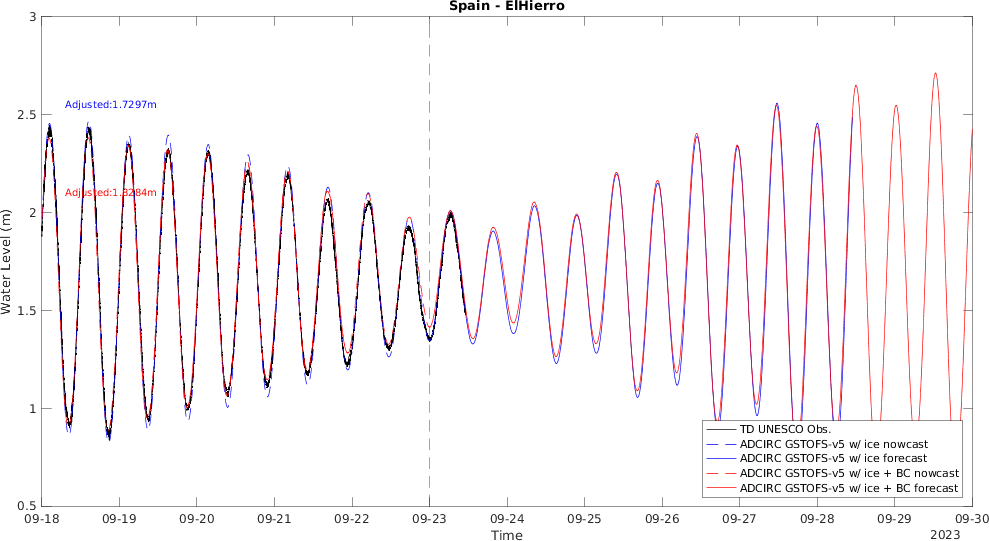 Spain - ElHierro
3
2.5
2
1.5
1
0.5
Water Level (m)
Adjusted:1.7297m
Adjusted:1.8284m
TD UNESCO Obs.
ADCIRC GSTOFS-v5 w/ ice nowcast
ADCIRC GSTOFS-v5 w/ ice forecast
ADCIRC GSTOFS-v5 w/ ice + BC nowcast
ADCIRC GSTOFS-v5 w/ ice + BC forecast
09-18 09-19 09-20 09-21 09-22 09-23 09-24 09-25 09-26 09-27 09-28 09-29 09-30
Time
2023